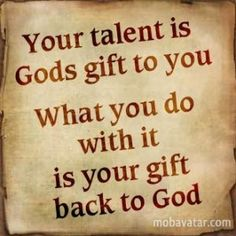 Your talent is
Gods gift to you
What you do
with it
is your gift
back to God
mobavatar.com